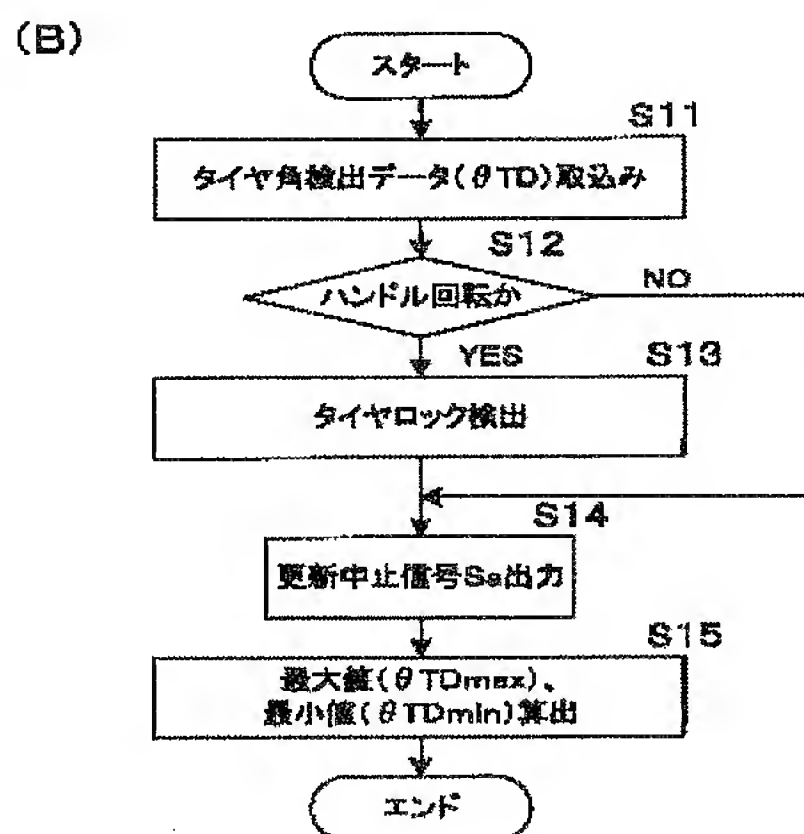 (B)
スタート
S11
タイヤ角検出データ(θTD)取込み
S12
ハンドル回転か
NO
YES
S13
タイヤロック検出
S14
更新中止信号Sa出力
S15
最大値(θTDmax)、
最小値(θTDmin)算出
エンド